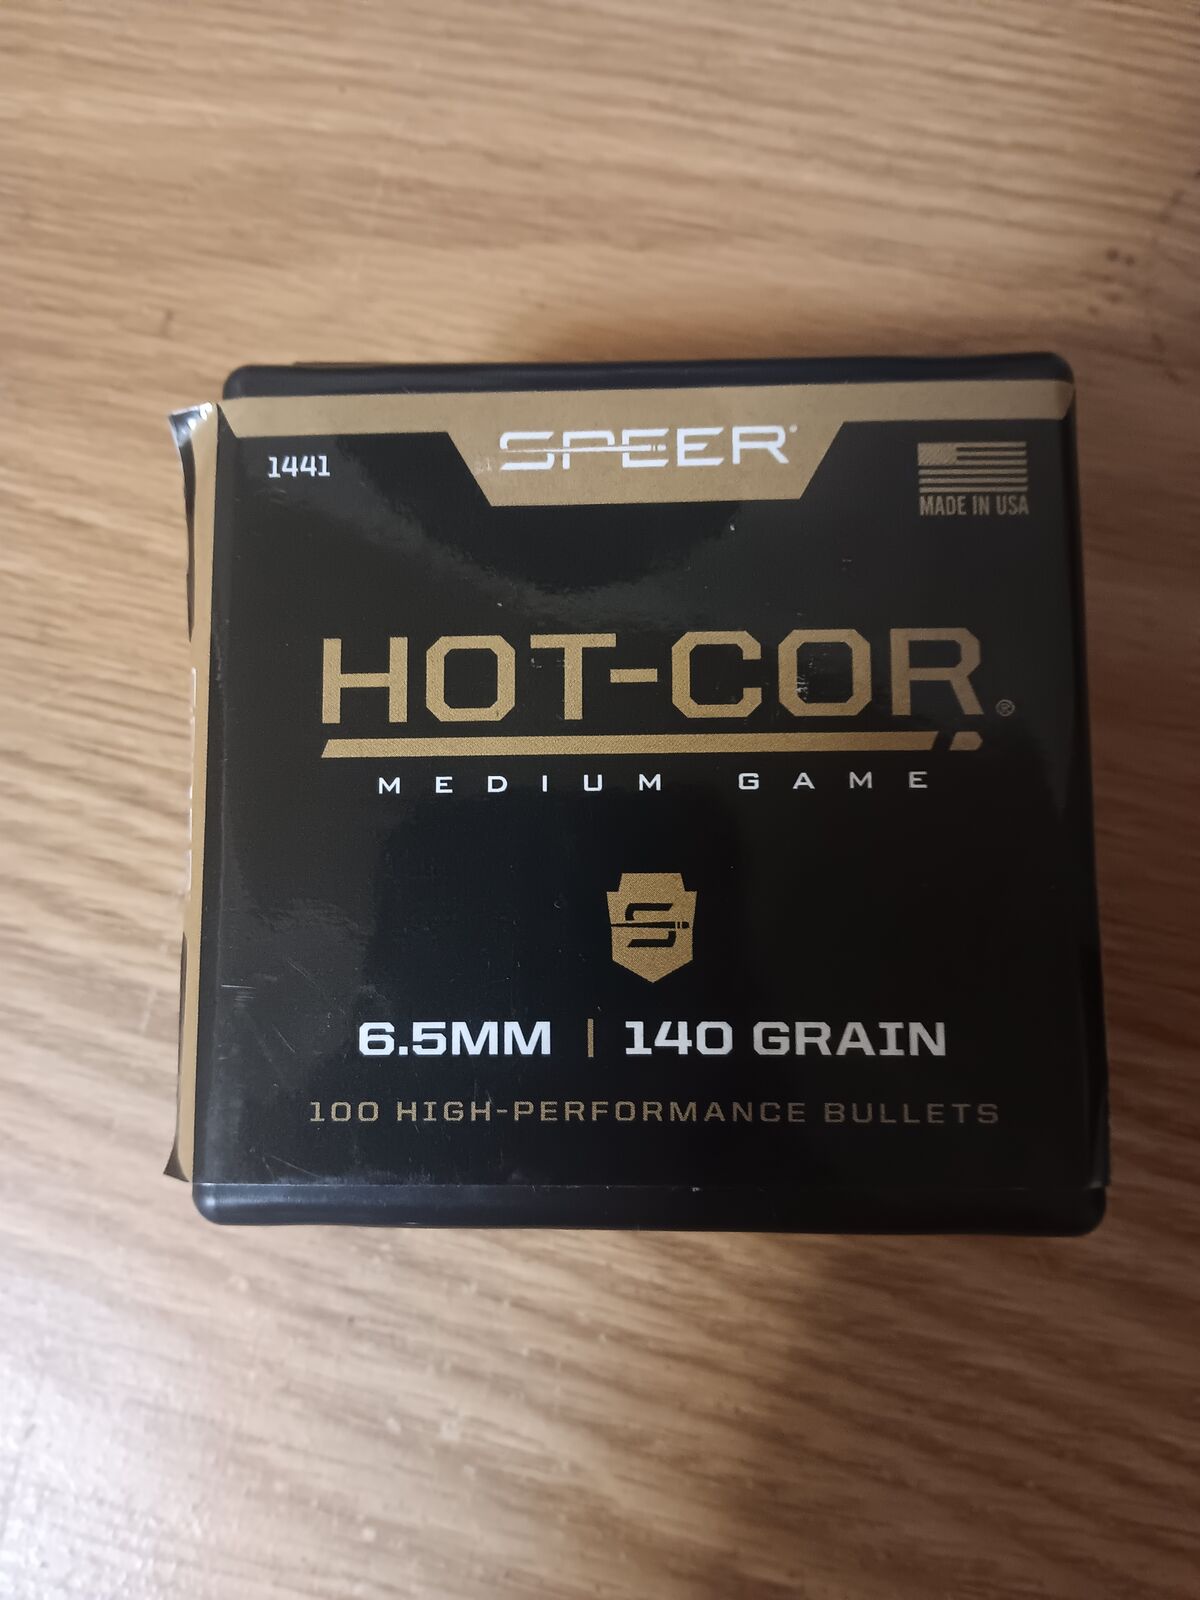 SPEER
1441
MADE IN USA
HOT-COR®
MEDIUM GAME
S
6.5MM | 140 GRAIN
100 HIGH-PERFORMANCE BULLETS